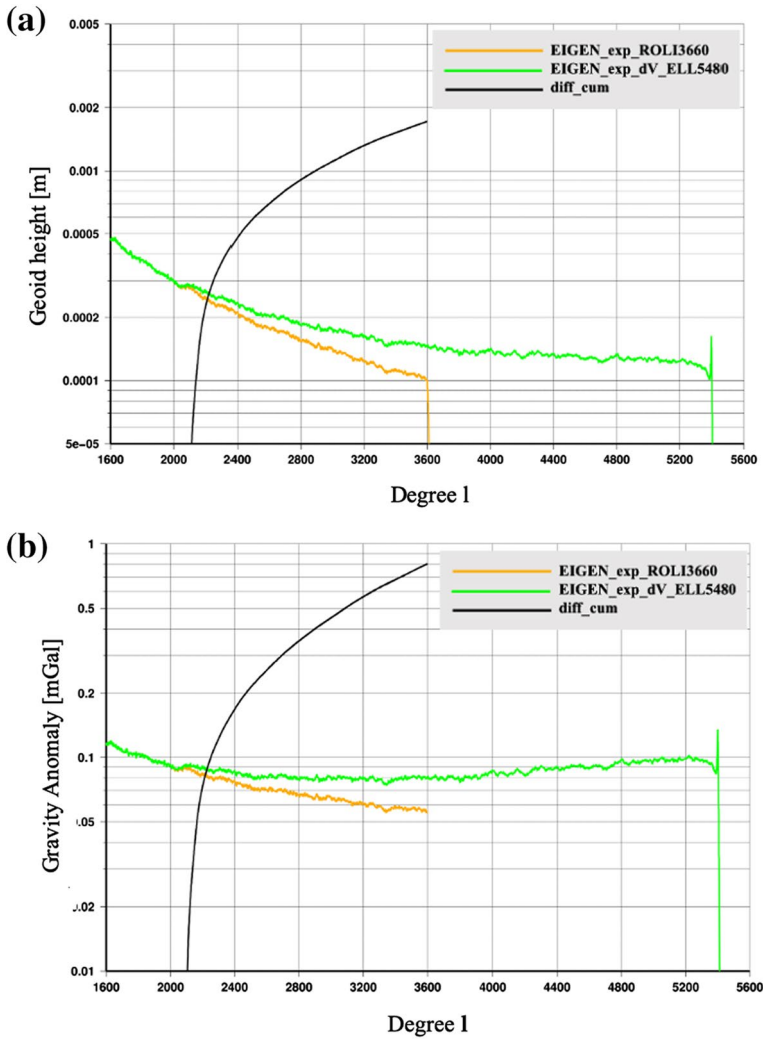 (a)
EIGEN_exp_ROLI3660
EIGEN_exp_dV_ELL5480
diff_cum
Geoid height [m]
0.005
0.002
0.001
0.0005
0.0002
0.0001
5e-05
1600 2000 2400 2800 3200 3600 4000 4400 4800 5200 5600
Degree l
(b)
EIGEN_exp_ROLI3660
EIGEN_exp_dV_ELL5480
diff_cum
Gravity Anomaly [mGal]
1
0.5
0.2
0.1
.05
.02
0.01
1600 2000 2400 2800 3200 3600 4000 4400 4800 5200 5600
Degree l